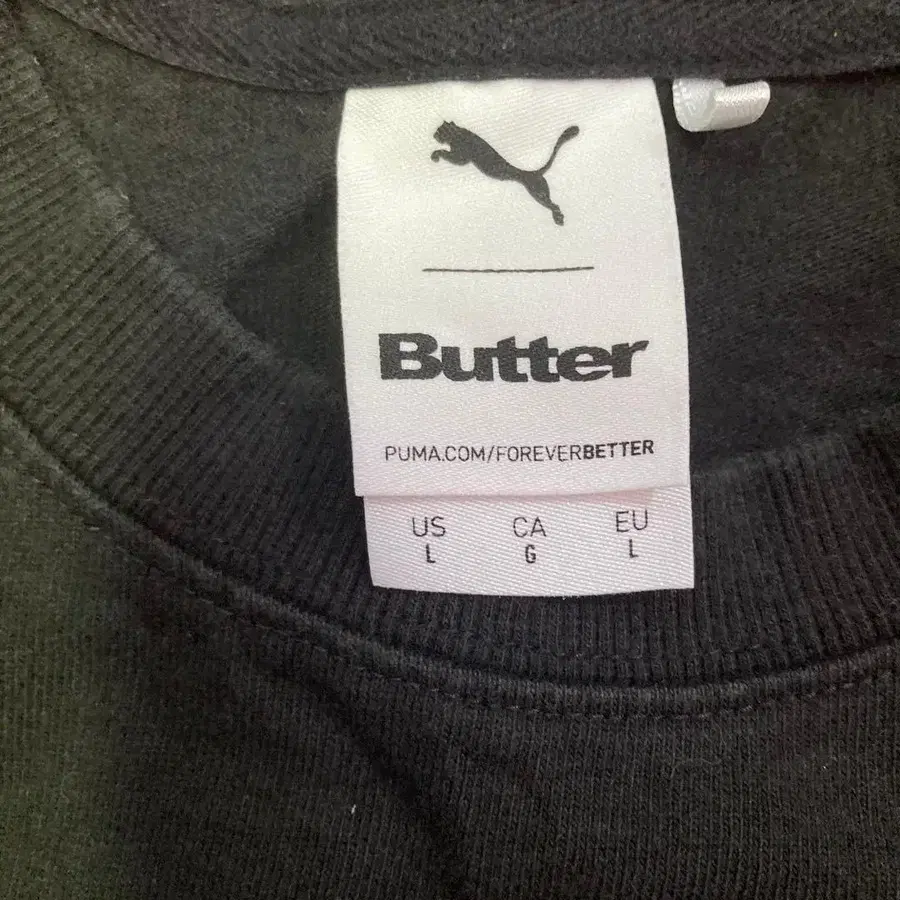 Butter
PUMA.COM/FOREVERBETTER
US CA EU
L G L